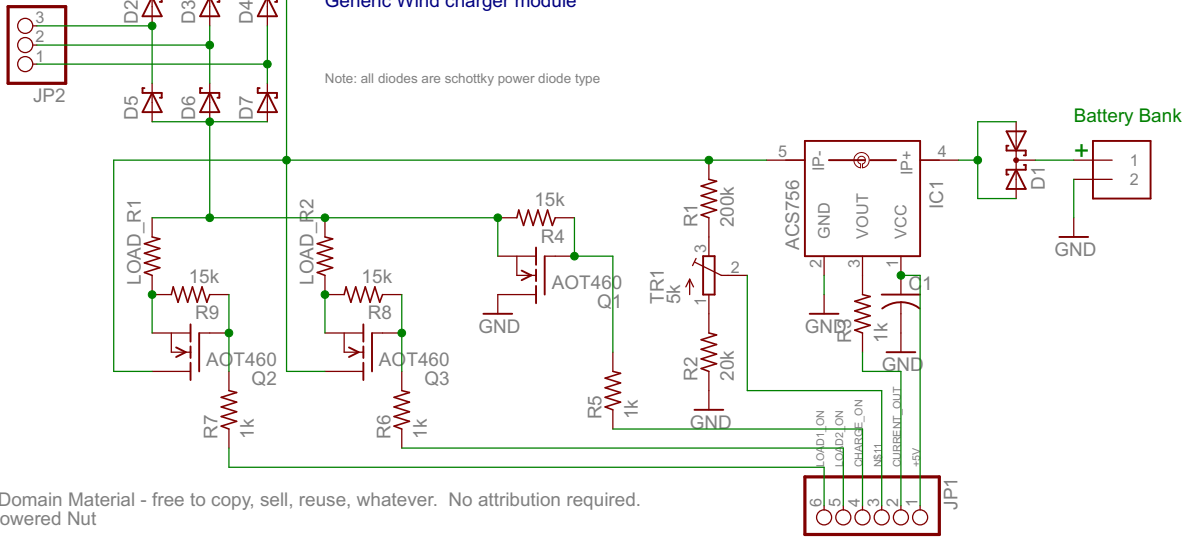 Generic Wind charger module
D2
D3
D4
3
2
1
JP2
Note: all diodes are schottky power diode type
D5
D6
D7
Battery Bank
+
1
2
D1
GND
5
IP-
IP+
4
ACS756
GND
VOUT
VCC
IC1
2
3
1
C1
GND
R3
1k
GND
R1
200k
3
2
1
TR1
5k
R2
20k
GND
15k
R4
AOT460
Q1
GND
R5
1k
LOAD_R1
15k
R9
AOT460
Q2
R7
1k
LOAD_R2
15k
R8
AOT460
Q3
R6
1k
LOAD1_ON
LOAD2_ON
CHARGE_ON
N$11
CURRENT_OUT
+5V
6
5
4
3
2
1
JP1
Domain Material - free to copy, sell, reuse, whatever. No attribution required.
owered Nut